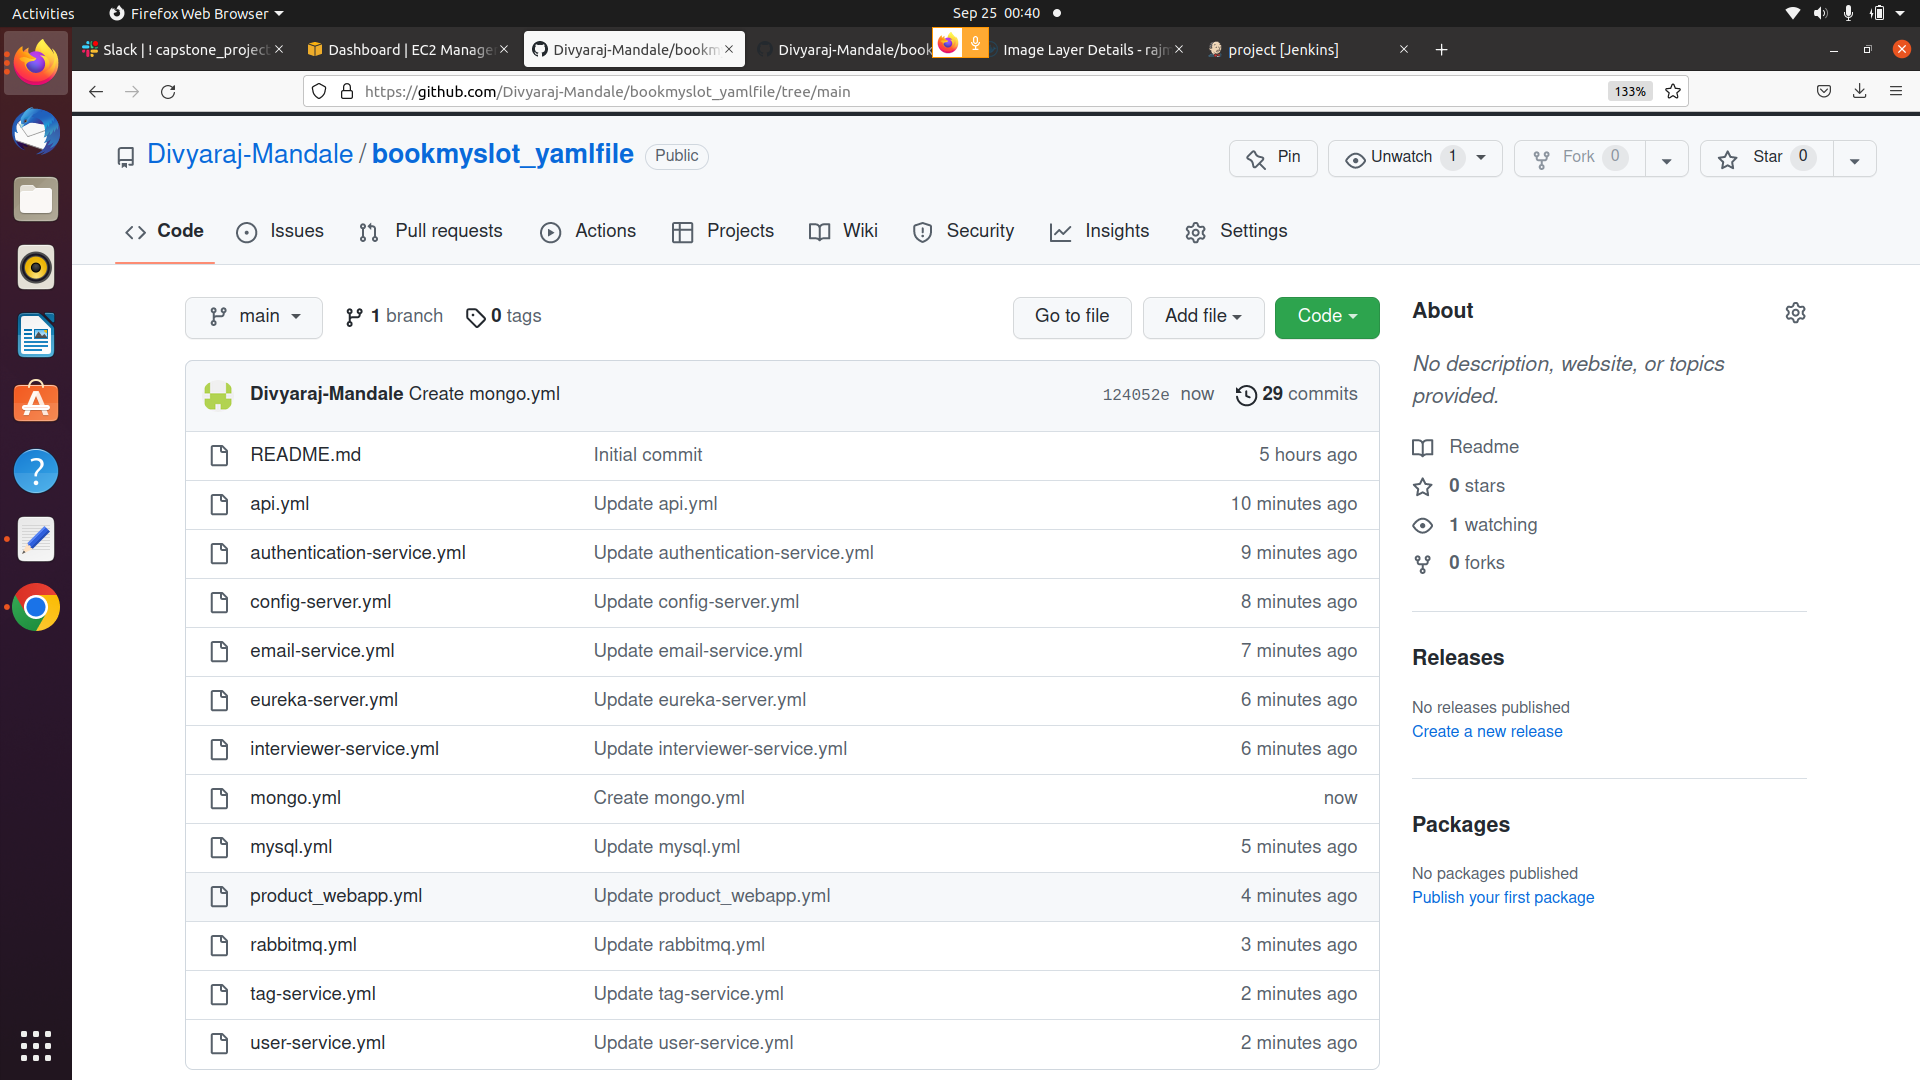 Activities Firefox Web Browser Sep 25 00:40
Slack | ! capstone_project Dashboard | EC2 Manage Divyaraj-Mandale/bookm Divyaraj-Mandale/book Image Layer Details - rajm project [Jenkins]
https://github.com/Divyaraj-Mandale/bookmyslot_yamlfile/tree/main 133%
Divyaraj-Mandale / bookmyslot_yamlfile Public Pin Unwatch 1 Fork 0 Star 0
Code Issues Pull requests Actions Projects Wiki Security Insights Settings
main 1 branch 0 tags Go to file Add file Code
Divyaraj-Mandale Create mongo.yml 124052e now 29 commits
README.md Initial commit 5 hours ago
api.yml Update api.yml 10 minutes ago
authentication-service.yml Update authentication-service.yml 9 minutes ago
config-server.yml Update config-server.yml 8 minutes ago
email-service.yml Update email-service.yml 7 minutes ago
eureka-server.yml Update eureka-server.yml 6 minutes ago
interviewer-service.yml Update interviewer-service.yml 6 minutes ago
mongo.yml Create mongo.yml now
mysql.yml Update mysql.yml 5 minutes ago
product_webapp.yml Update product_webapp.yml 4 minutes ago
rabbitmq.yml Update rabbitmq.yml 3 minutes ago
tag-service.yml Update tag-service.yml 2 minutes ago
user-service.yml Update user-service.yml 2 minutes ago
About
No description, website, or topics
provided.
Readme
0 stars
1 watching
0 forks
Releases
No releases published
Create a new release
Packages
No packages published
Publish your first package